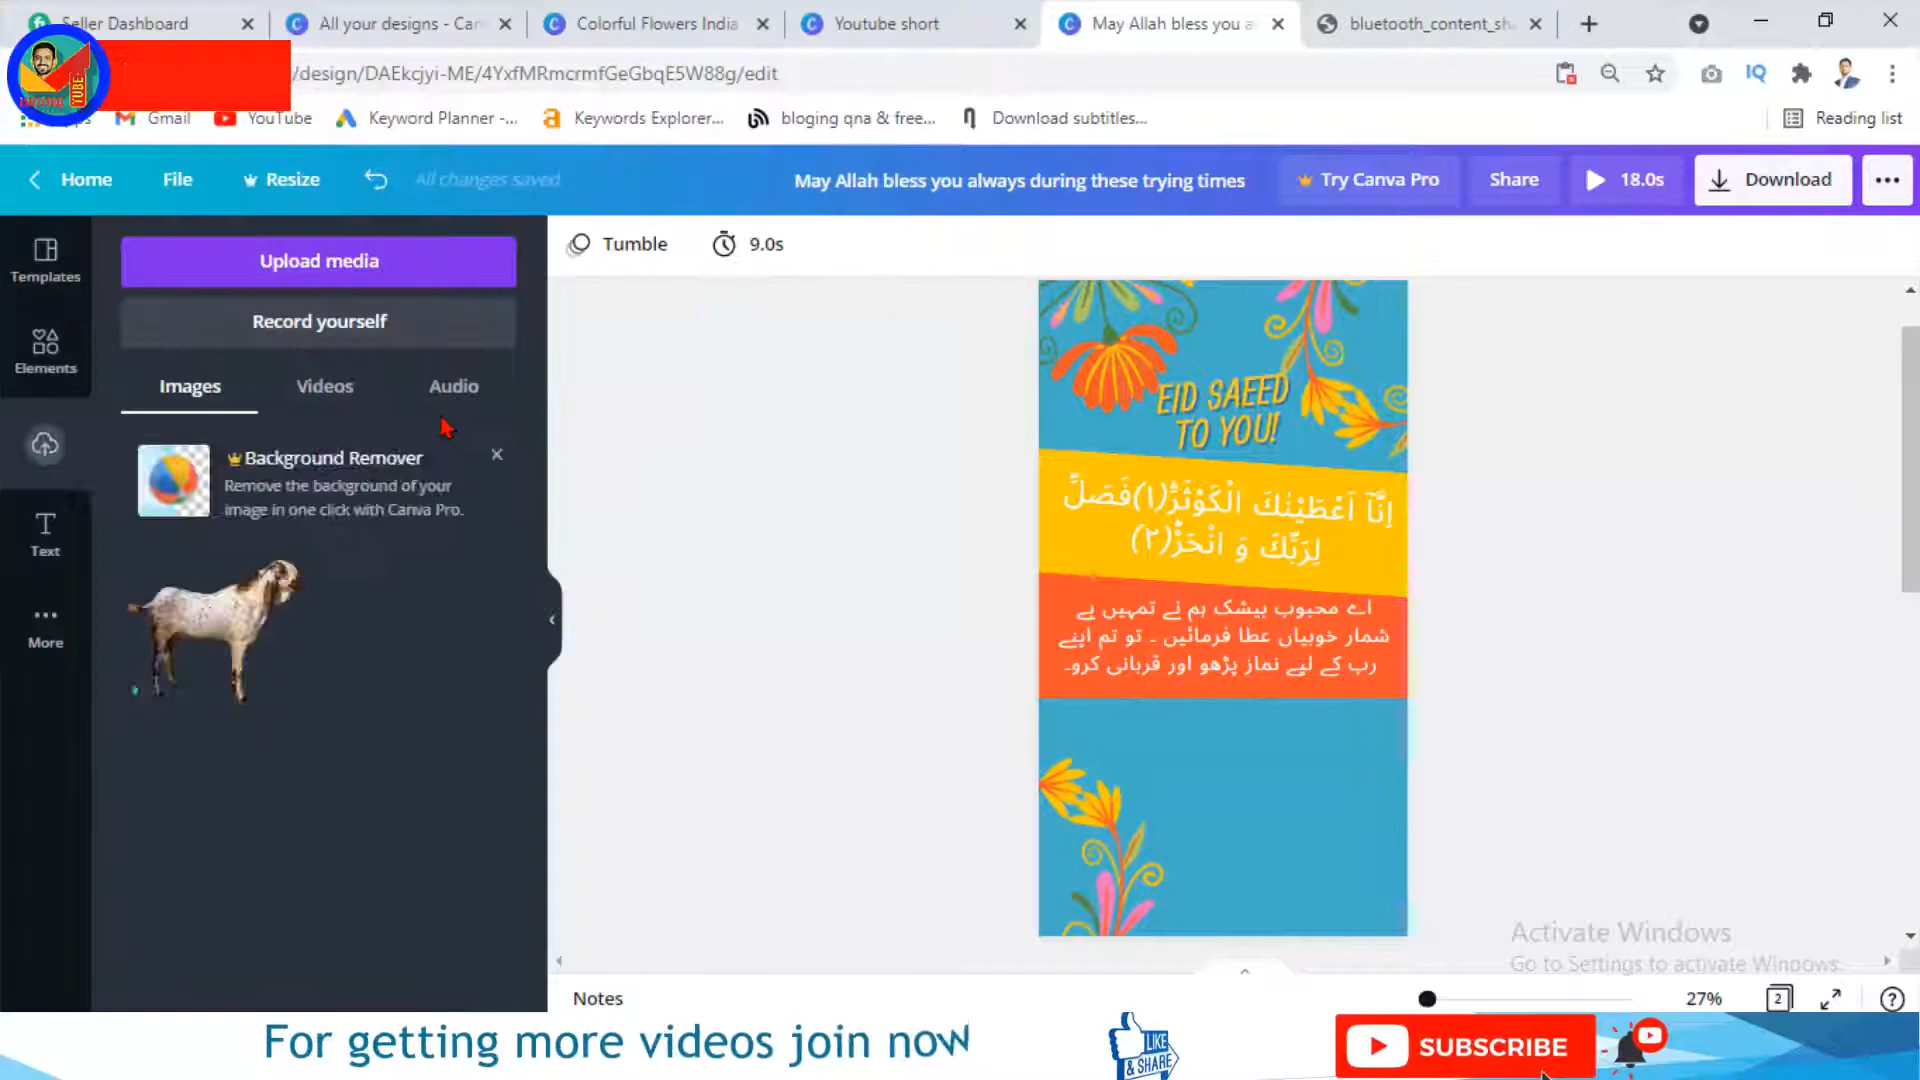 Seller Dashboard
All your designs - Can
Colorful Flowers India
Youtube short
May Allah bless you a
bluetooth_content_sh
/design/DAEkcjyi-ME/4YxfMRmcrmfGeGbqE5W88g/edit
Gmail
YouTube
Keyword Planner -...
Keywords Explorer...
bloging qna & free...
Download subtitles...
Reading list
Home
File
Resize
All changes saved
May Allah bless you always during these trying times
Try Canva Pro
Share
18.0s
Download
Templates
Elements
Text
More
Upload media
Record yourself
Images
Videos
Audio
Background Remover
Remove the background of your
image in one click with Canva Pro.
Tumble
9.0s
EID SAEED
TO YOU!
اِنَّاۤ اَعْطَیْنٰكَ الْكَوْثَرَؕ(۱)فَصَلِّ
لِرَبِّكَ وَ انْحَرْؕ(۲)
اے محبوب بیشک ہم نے تمہیں بے
شمار خوبیاں عطا فرمائیں ۔ تو تم اپنے
رب کے لیے نماز پڑھو اور قربانی کرو۔
Activate Windows
Go to Settings to activate Windows.
Notes
27%
2
For getting more videos join now
LIKE
& SHARE
SUBSCRIBE